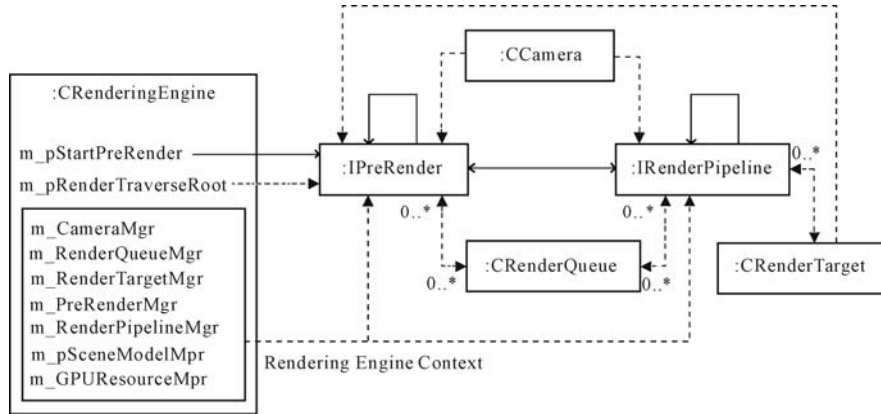 :CRenderingEngine
m_pStartPreRender
m_pRenderTraverseRoot
m_CameraMgr
m_RenderQueueMgr
m_RenderTargetMgr
m_PreRenderMgr
m_RenderPipelineMgr
m_pSceneModelMpr
m_GPUResourceMpr
:CCamera
:IPreRender
:IRenderPipeline
0..*
0..*
0..*
:CRenderQueue
0..*
0..*
:CRenderTarget
Rendering Engine Context